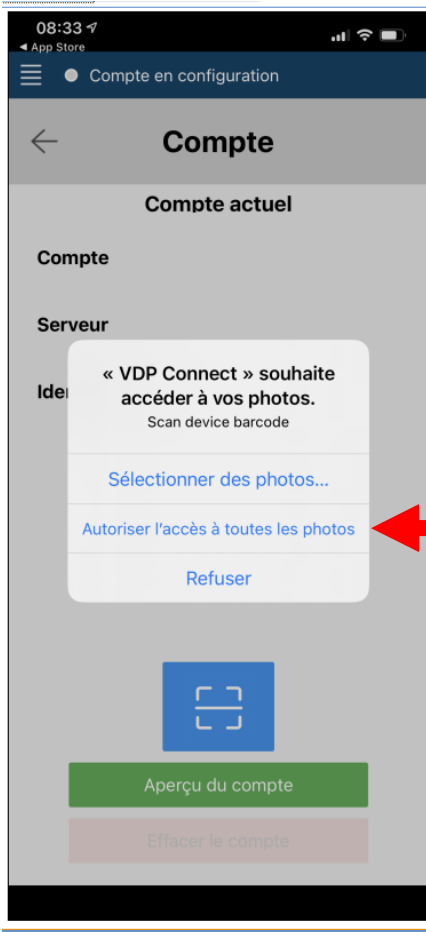 08:33
◀ App Store
Compte en configuration
Compte
Compte actuel
Compte
Serveur
Iden
« VDP Connect » souhaite
accéder à vos photos.
Scan device barcode
Sélectionner des photos...
Autoriser l'accès à toutes les photos
Refuser
Aperçu du compte
Effacer le compte